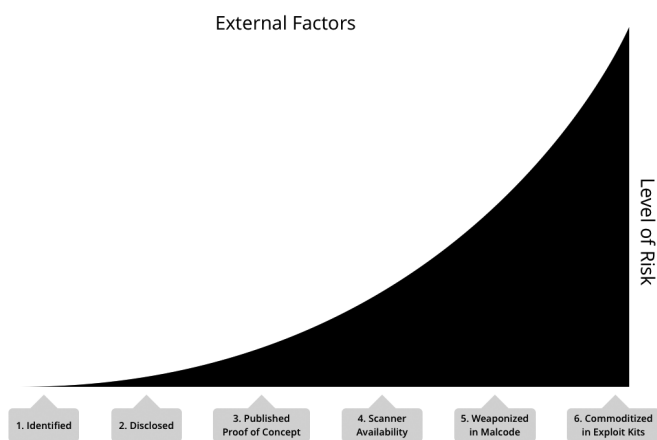 External Factors
Level of Risk
1. Identified
2. Disclosed
3. Published
Proof of Concept
4. Scanner
Availability
5. Weaponized
in Malcode
6. Commoditized
in Exploit Kits